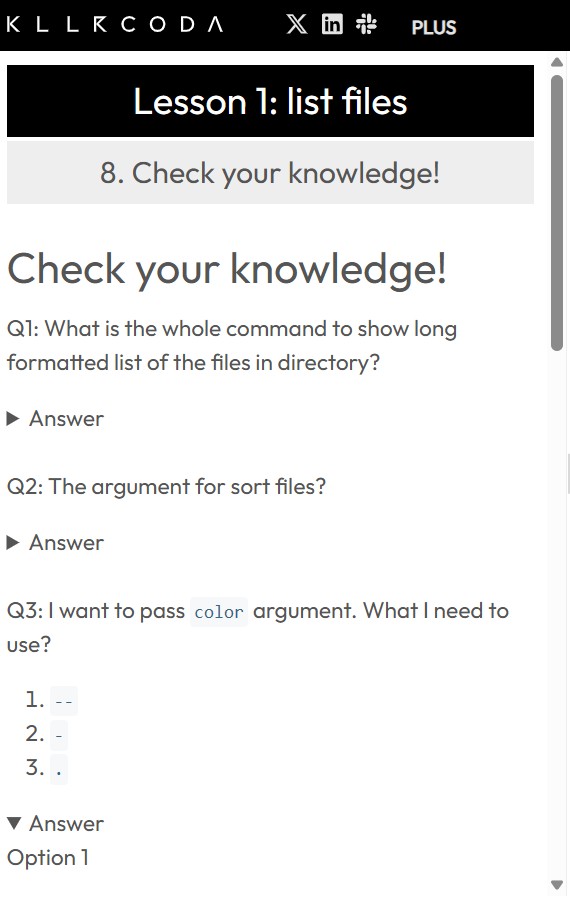 KLLRCODA
PLUS
Lesson 1: list files
8. Check your knowledge!
Check your knowledge!
Q1: What is the whole command to show long
formatted list of the files in directory?
Answer
Q2: The argument for sort files?
Answer
Q3: I want to pass color argument. What I need to
use?
1. --
2. -
3. .
Answer
Option 1